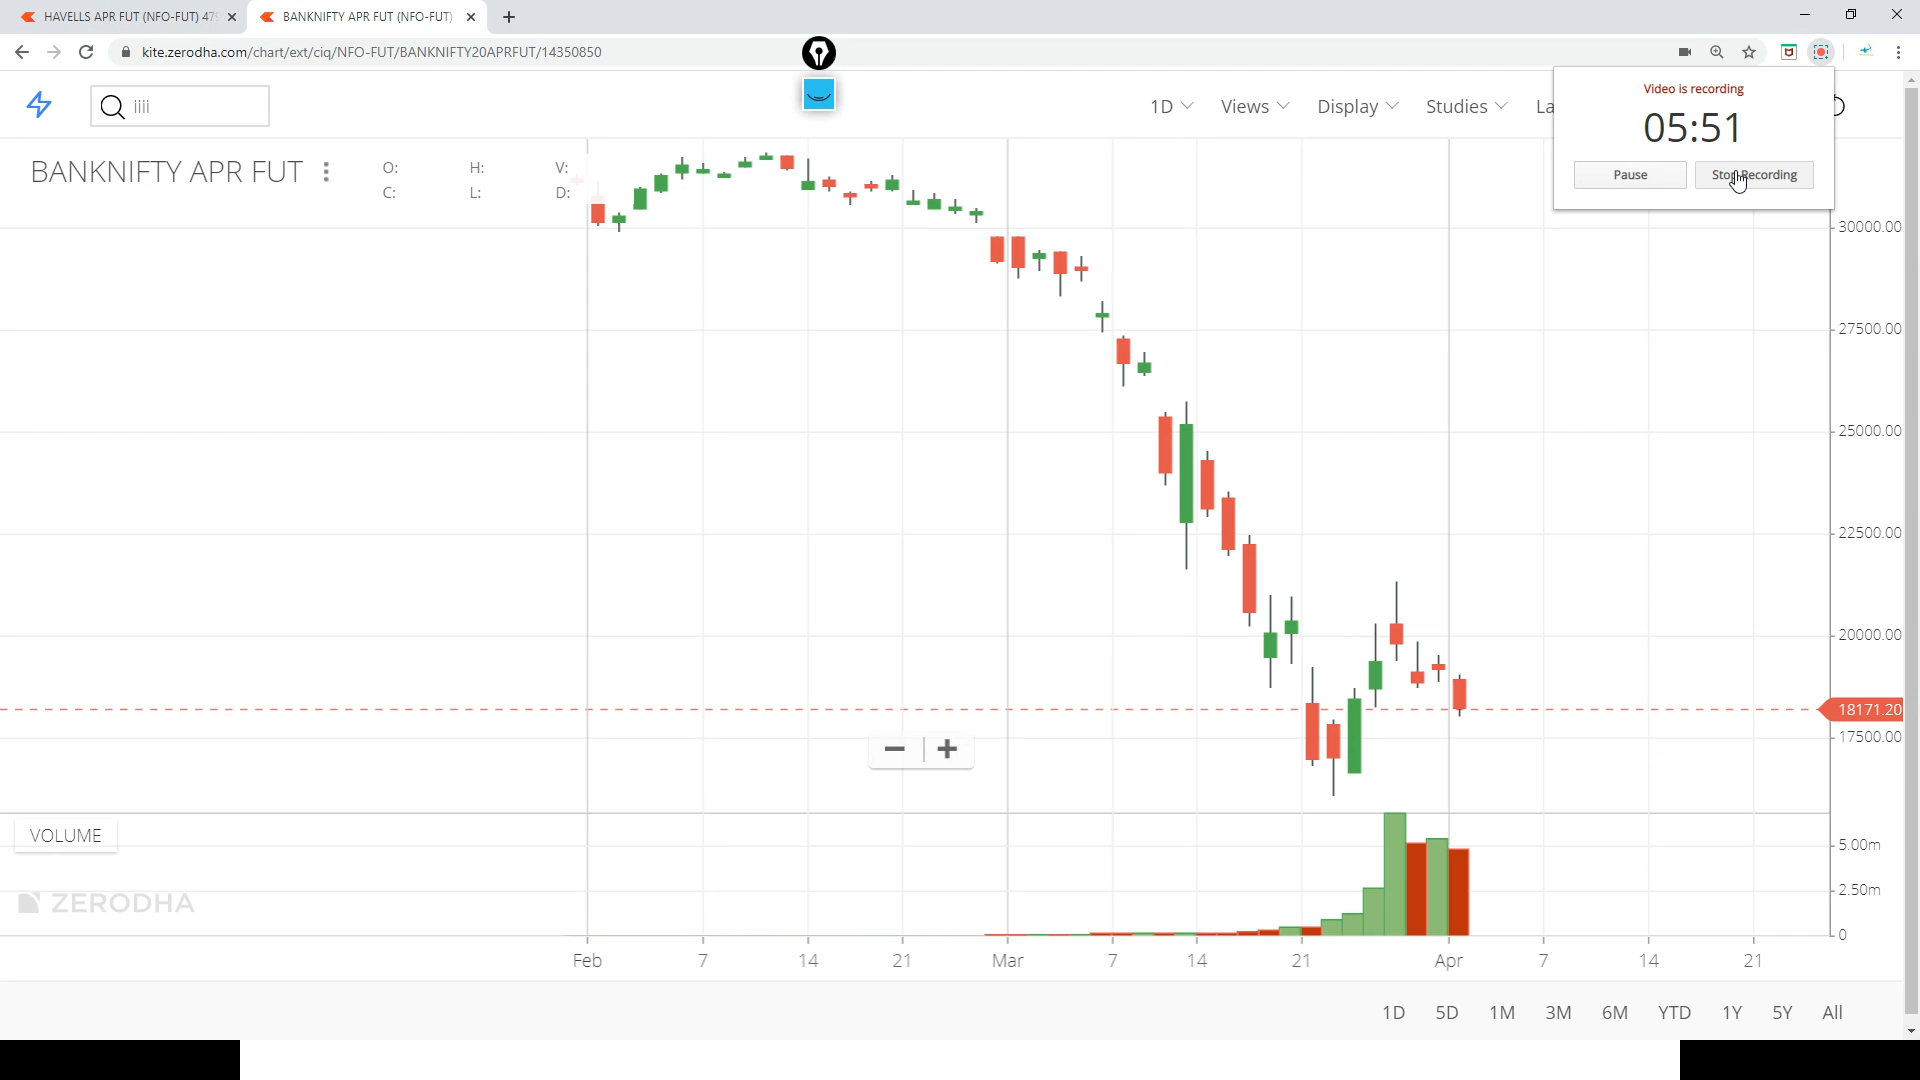 HAVELLS APR FUT (NFO-FUT) 479
BANKNIFTY APR FUT (NFO-FUT)
kite.zerodha.com/chart/ext/ciq/NFO-FUT/BANKNIFTY20APRFUT/14350850
iiii
1D Views Display Studies La
Video is recording
05:51
Pause Stop Recording
BANKNIFTY APR FUT
O: H: V:
C: L: D:
30000.00
27500.00
25000.00
22500.00
20000.00
18171.20
17500.00
VOLUME
5.00m
2.50m
0
ZERODHA
Feb 7 14 21 Mar 7 14 21 Apr 7 14 21
1D 5D 1M 3M 6M YTD 1Y 5Y All